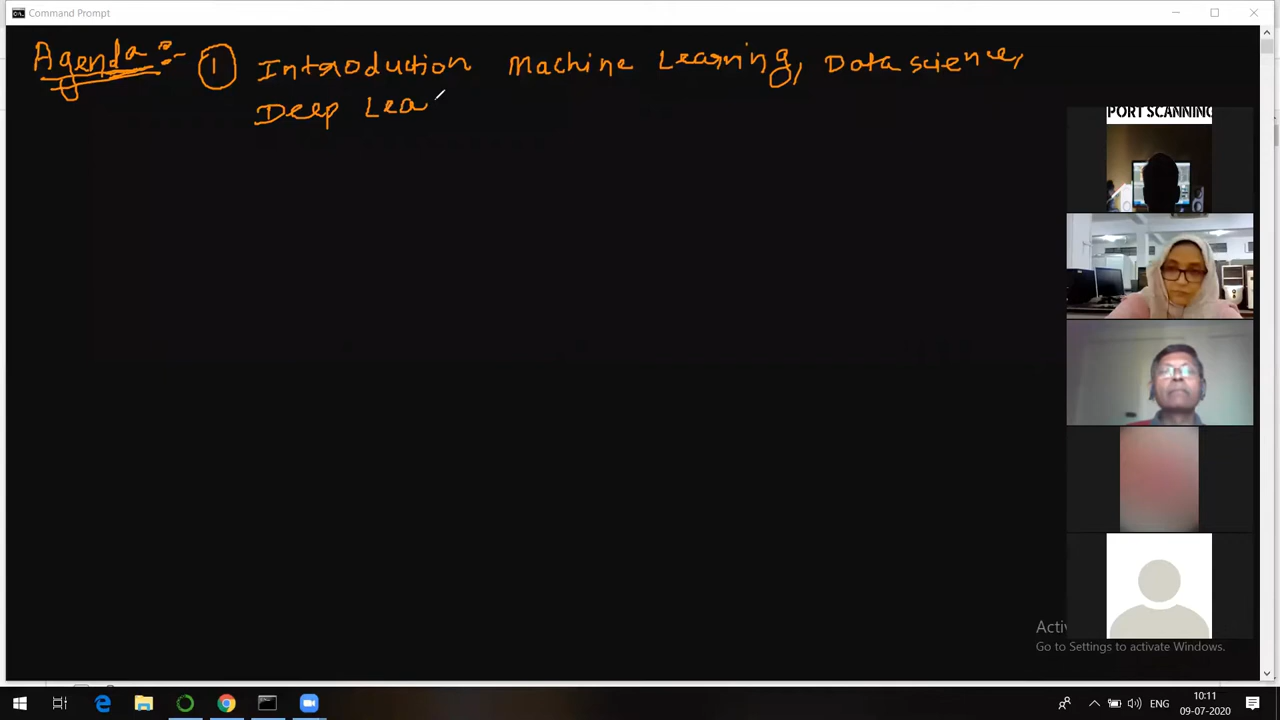 Command Prompt
Agenda :- ① Introduction Machine Learning, Data science,
Deep Lea
PORT SCANNING
Acti
Go to Settings to activate Windows.
10:11
ENG
09-07-2020